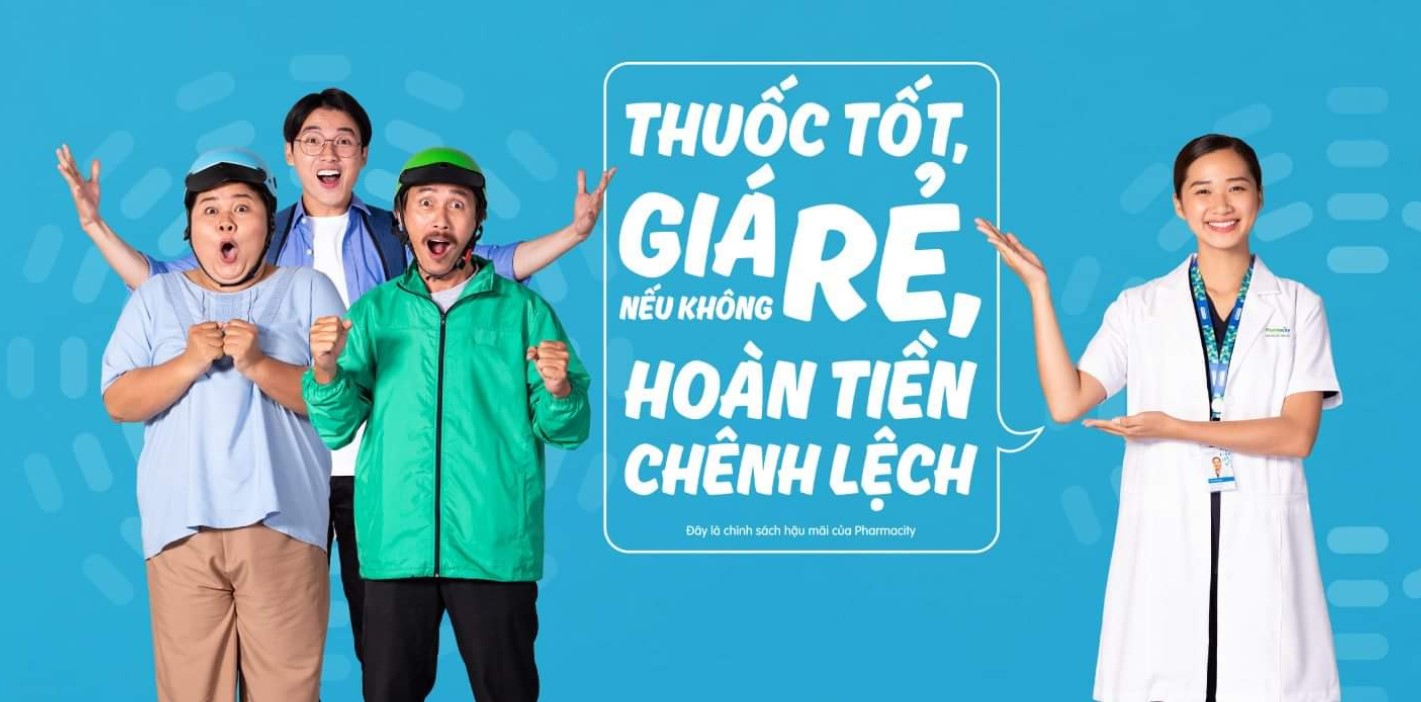 THUỐC TỐT,
GIÁ RẺ,
NẾU KHÔNG
HOÀN TIỀN
CHÊNH LỆCH
Đây là chính sách hậu mãi của Pharmacity
Pharmacity